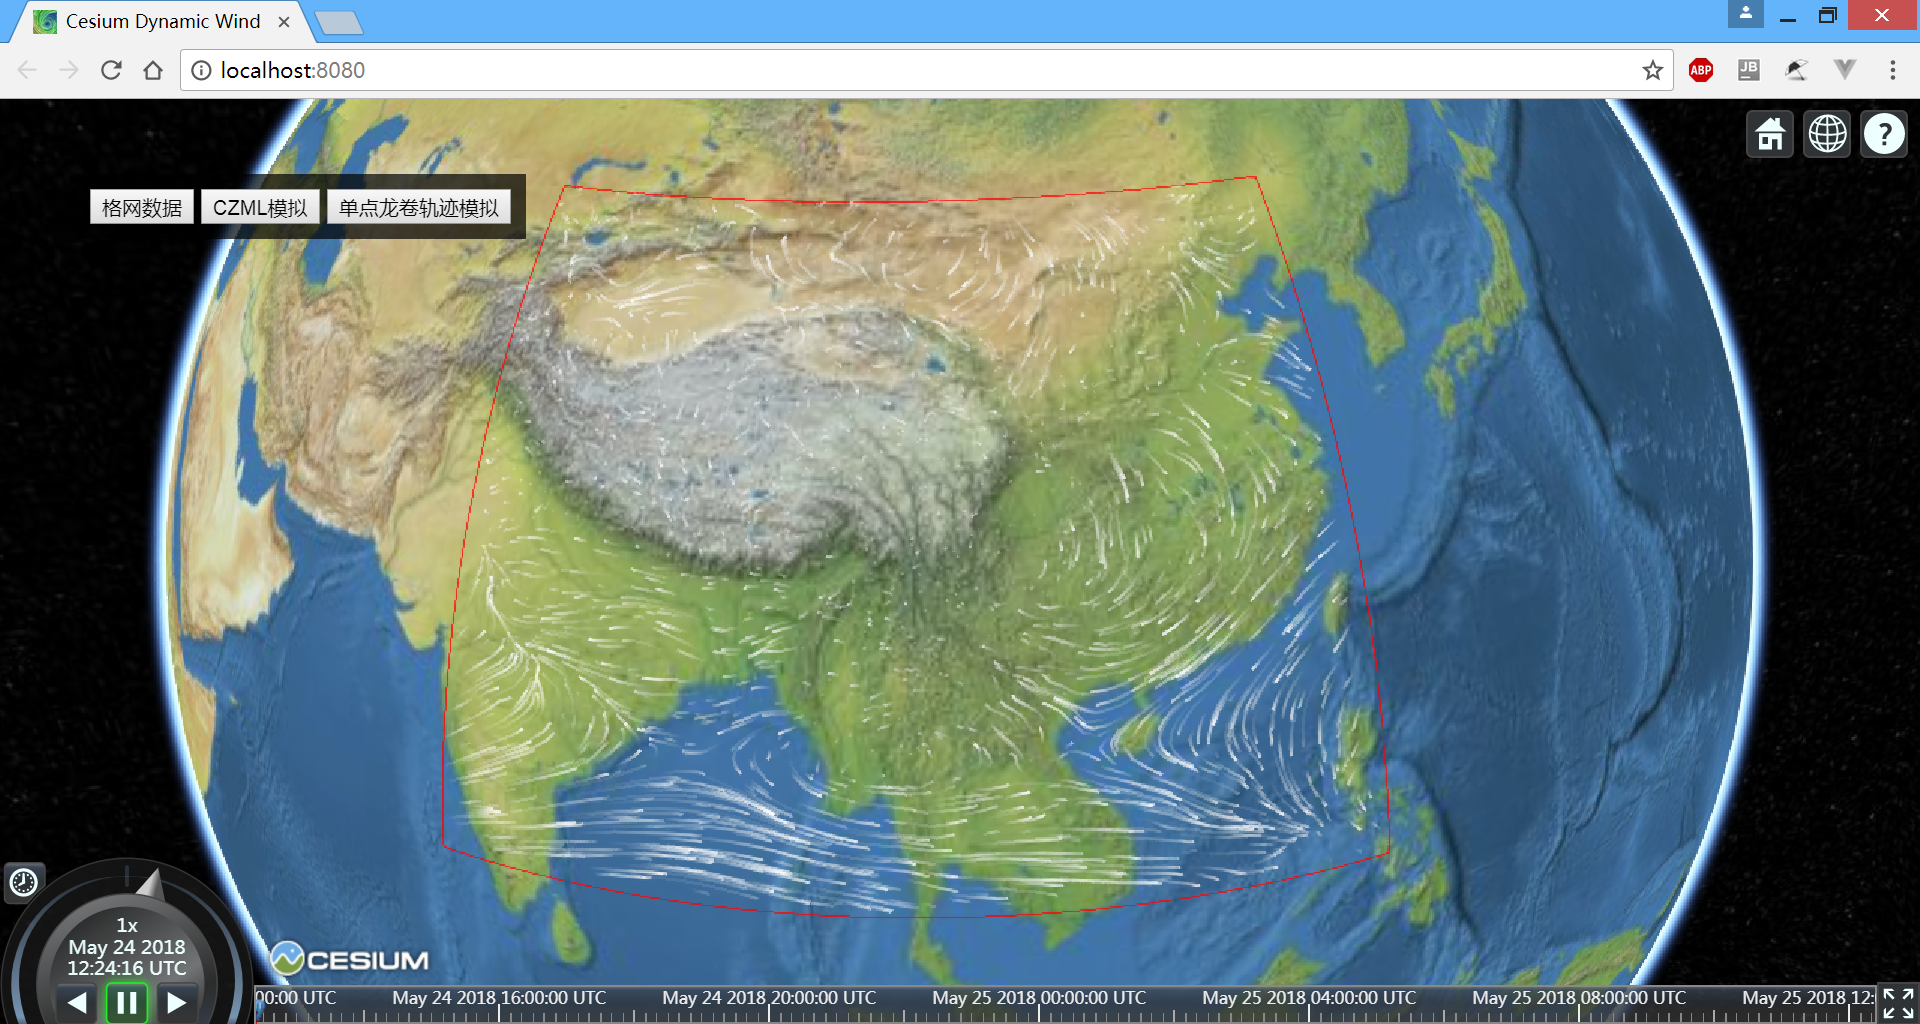 Cesium Dynamic Wind
localhost:8080
ABP
JB
?
格网数据 CZML模拟 单点龙卷轨迹模拟
1x
May 24 2018
12:24:16 UTC
CESIUM
00:00 UTC May 24 2018 16:00:00 UTC May 24 2018 20:00:00 UTC May 25 2018 00:00:00 UTC May 25 2018 04:00:00 UTC May 25 2018 08:00:00 UTC May 25 2018 12: